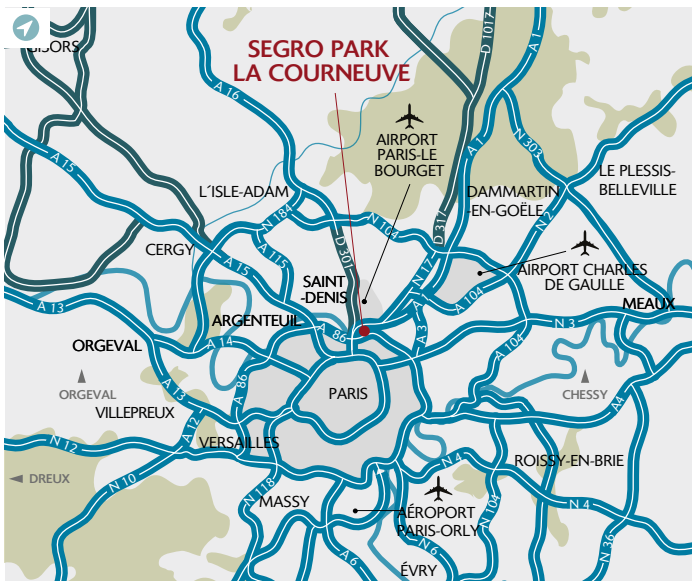 GISORS
SEGRO PARK
LA COURNEUVE
D 1017
A 1
A 16
AIRPORT
PARIS-LE
BOURGET
N 303
A 15
A 1
LE PLESSIS-
BELLEVILLE
L´ISLE-ADAM
DAMMARTIN
-EN-GOËLE
N 184
N 104
D 317
N 2
CERGY
A 115
D 301
A 15
N 17
AIRPORT CHARLES
DE GAULLE
SAINT
-DENIS
A 13
A 1
A 104
MEAUX
ARGENTEUIL
A 86
A 3
N 3
ORGEVAL
A 14
A 104
ORGEVAL
A 13
A 86
PARIS
CHESSY
A4
VILLEPREUX
A 12
N 12
VERSAILLES
DREUX
N 10
N 118
N 4
ROISSY-EN-BRIE
MASSY
AÉROPORT
PARIS-ORLY
N 104
N 4
A 6
N 6
N 36
ÉVRY